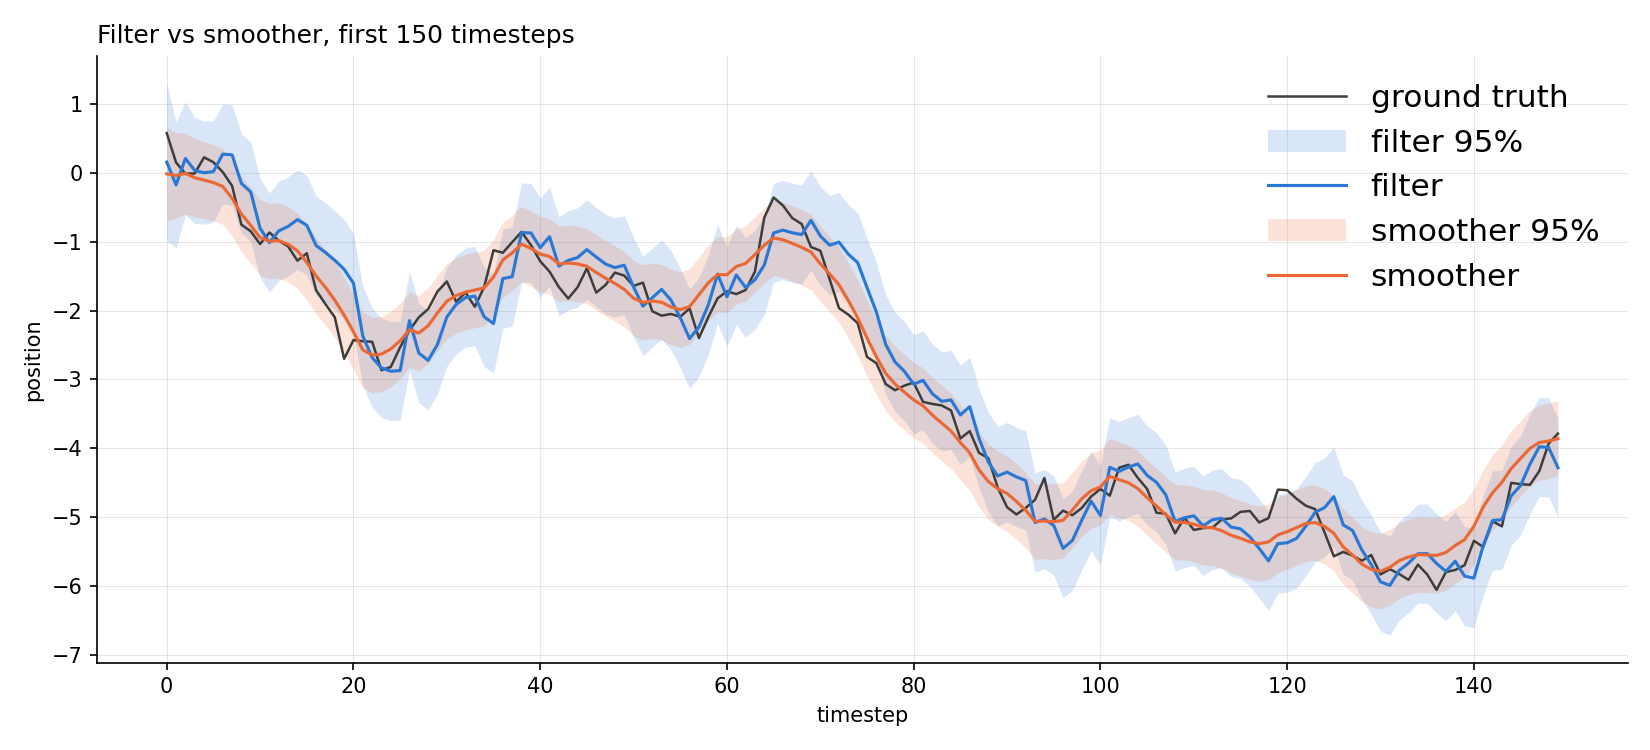 Filter vs smoother, first 150 timesteps
ground truth
filter 95%
filter
smoother 95%
smoother
position
1
0
−1
−2
−3
−4
−5
−6
−7
0 20 40 60 80 100 120 140
timestep